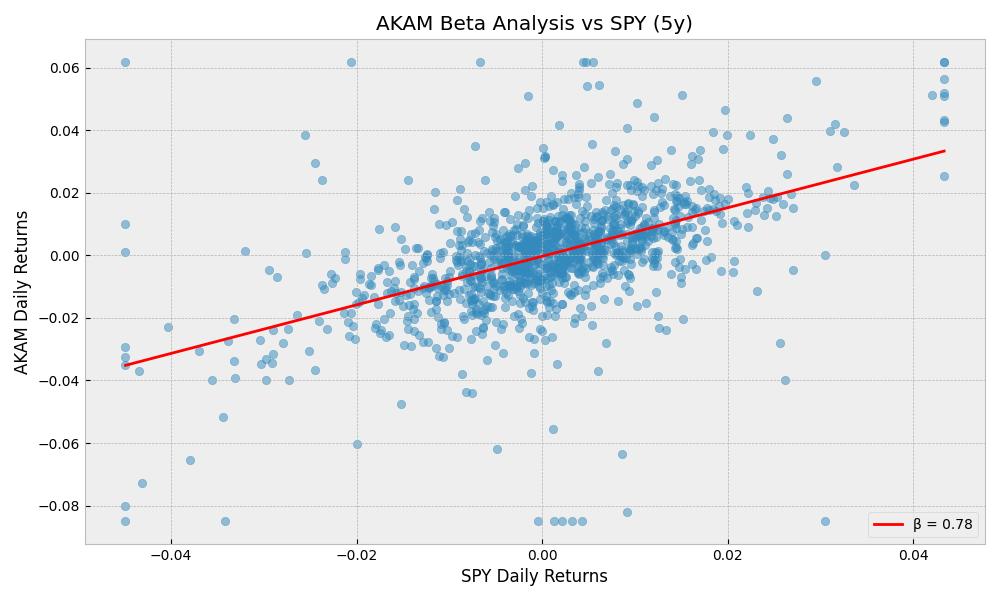 AKAM Beta Analysis vs SPY (5y)
AKAM Daily Returns
0.06
0.04
0.02
0.00
−0.02
−0.04
−0.06
−0.08
β = 0.78
−0.04 −0.02 0.00 0.02 0.04
SPY Daily Returns